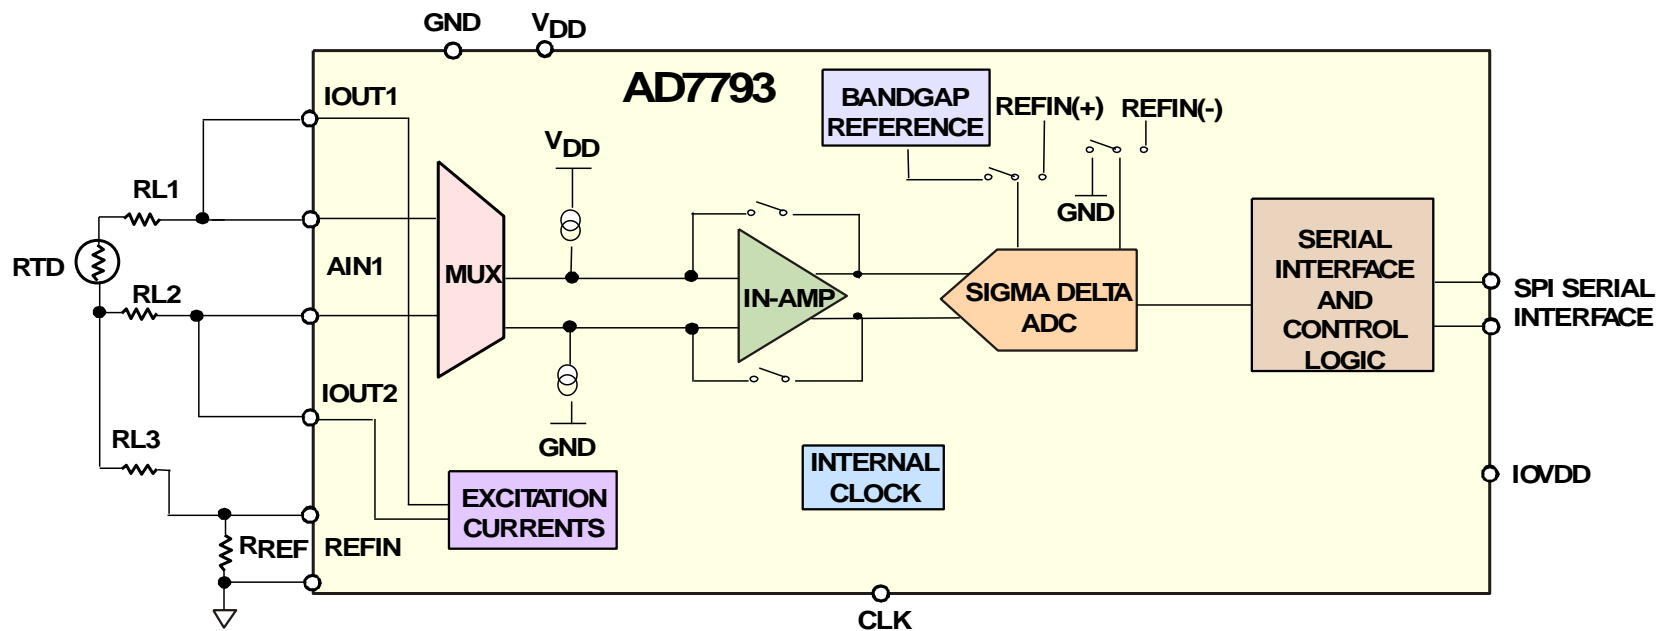 GND
VDD
AD7793
IOUT1
BANDGAP
REFERENCE
REFIN(+)
REFIN(-)
VDD
RL1
GND
RTD
AIN1
RL2
MUX
IN-AMP
SIGMA DELTA
ADC
SERIAL
INTERFACE
AND
CONTROL
LOGIC
SPI SERIAL
INTERFACE
IOUT2
GND
RL3
INTERNAL
CLOCK
IOVDD
EXCITATION
CURRENTS
RREF
REFIN
CLK